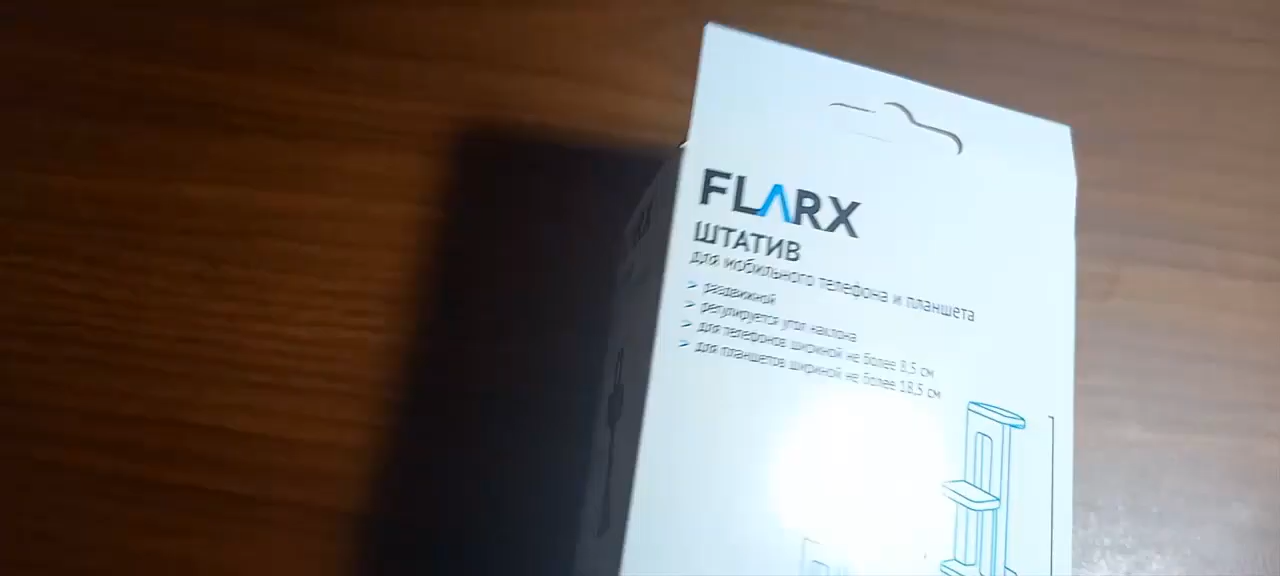 FLARX
ШТАТИВ
для мобильного телефона и планшета
> раздвижной
> регулируется угол наклона
> для телефонов шириной не более 8,5 см
> для планшетов шириной не более 18,5 см
RX